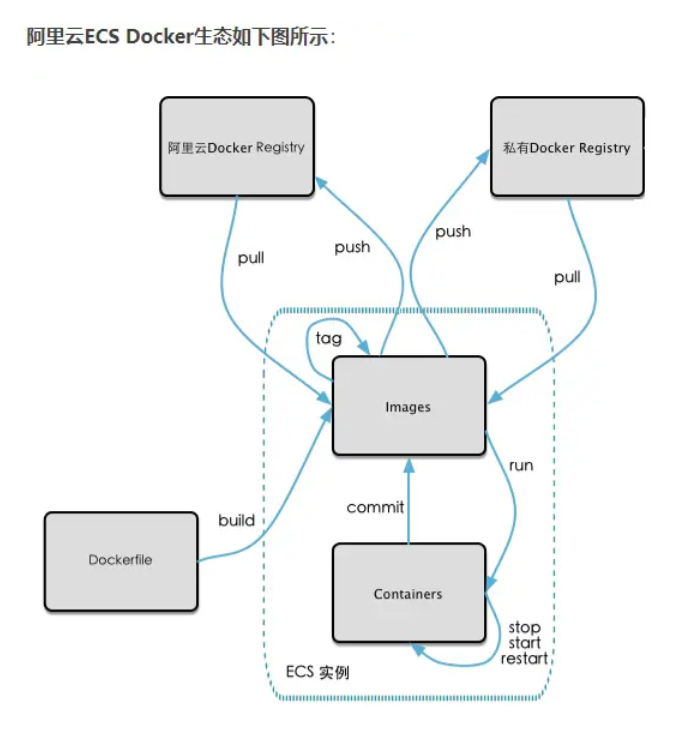 阿里云ECS Docker生态如下图所示：
阿里云Docker Registry
私有Docker Registry
pull
push
push
pull
tag
Images
run
commit
build
Dockerfile
Containers
stop
start
restart
ECS 实例